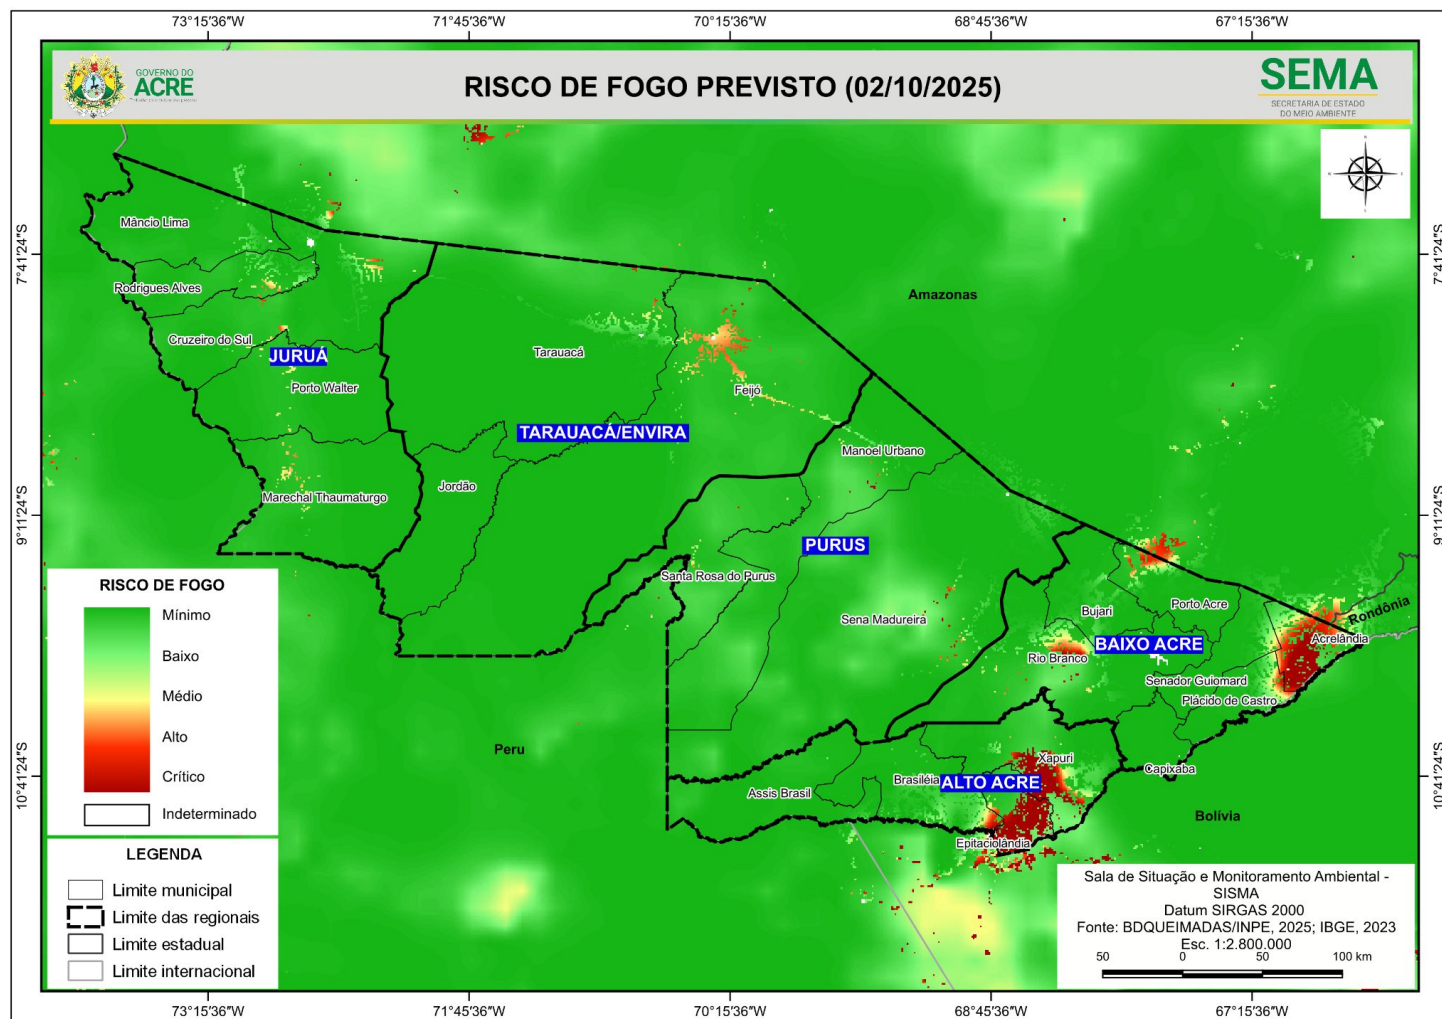 73°15'36"W
71°45'36"W
70°15'36"W
68°45'36"W
67°15'36"W
GOVERNO DO
ACRE
RISCO DE FOGO PREVISTO (02/10/2025)
SEMA
SECRETARIA DE ESTADO
DO MEIO AMBIENTE
N
S
7°41'24"S
7°41'24"S
9°11'24"S
9°11'24"S
10°41'24"S
10°41'24"S
Mâncio Lima
Rodrigues Alves
Cruzeiro do Sul
JURUÁ
Porto Walter
Marechal Thaumaturgo
Tarauacá
TARAUACÁ/ENVIRA
Jordão
Feijó
Amazonas
Manoel Urbano
PURUS
Santa Rosa do Purus
Sena Madureira
Bujari
Porto Acre
Rondônia
Acrelândia
BAIXO ACRE
Rio Branco
Senador Guiomard
Plácido de Castro
Peru
Xapuri
Capixaba
Brasiléia
ALTO ACRE
Assis Brasil
Bolívia
Epitaciolândia
RISCO DE FOGO
Mínimo
Baixo
Médio
Alto
Crítico
Indeterminado
LEGENDA
Limite municipal
Limite das regionais
Limite estadual
Limite internacional
Sala de Situação e Monitoramento Ambiental -
SISMA
Datum SIRGAS 2000
Fonte: BDQUEIMADAS/INPE, 2025; IBGE, 2023
Esc. 1:2.800.000
50 0 50 100 km
73°15'36"W
71°45'36"W
70°15'36"W
68°45'36"W
67°15'36"W